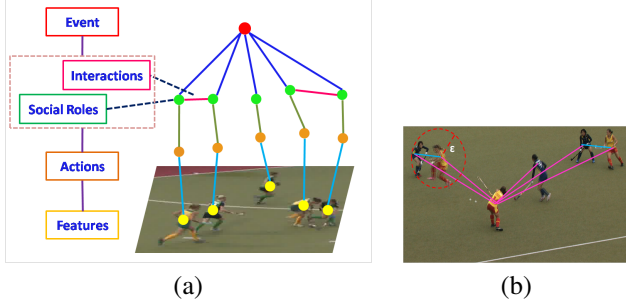 Event
Interactions
Social Roles
Actions
Features
ε
(a)
(b)